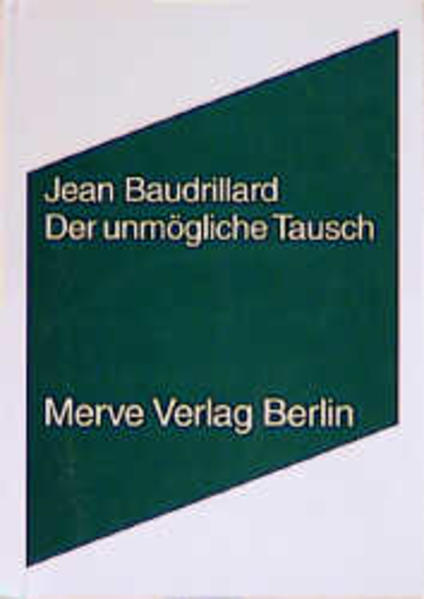 Jean Baudrillard
Der unmögliche Tausch
Merve Verlag Berlin